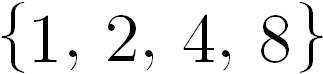 {1, 2, 4, 8}